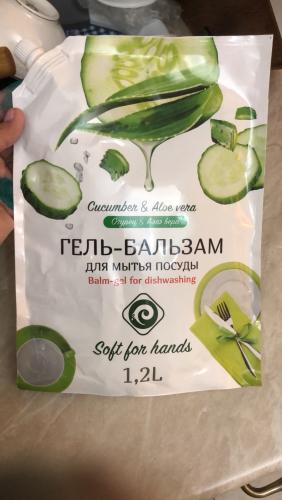 Cucumber & Aloe vera
Огурец & Алоэ вера
ГЕЛЬ-БАЛЬЗАМ
ДЛЯ МЫТЬЯ ПОСУДЫ
Balm-gel for dishwashing
Soft for hands
1,2L